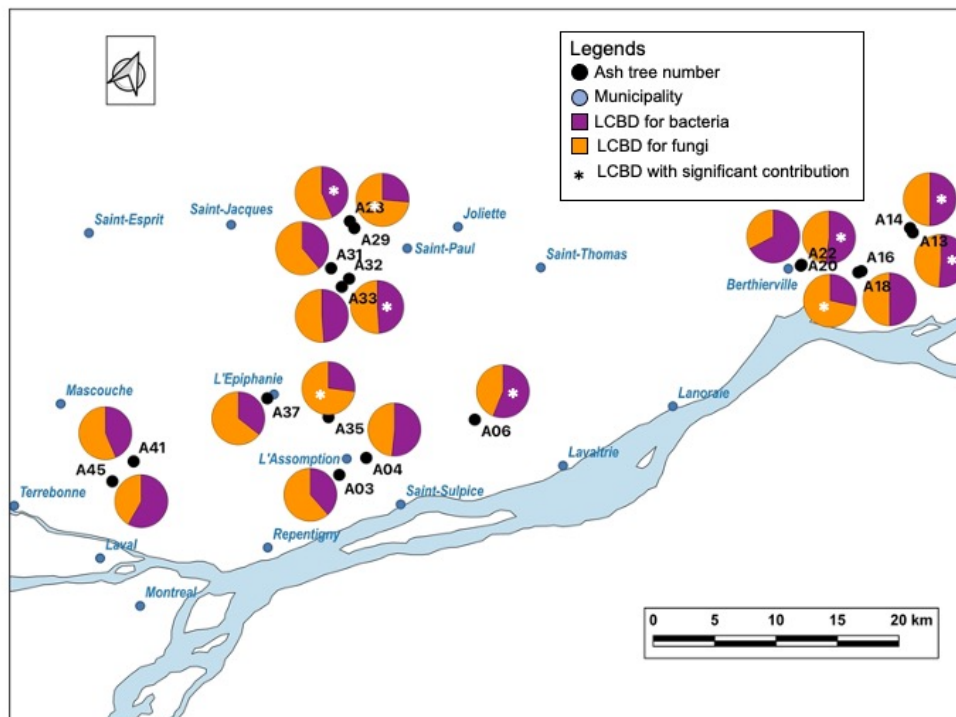 Legends
Ash tree number
Municipality
LCBD for bacteria
LCBD for fungi
* LCBD with significant contribution
Saint-Esprit
Saint-Jacques
A23
A29
Joliette
Saint-Paul
A31
A32
A33
Saint-Thomas
A14
A13
A22
A20
A16
A18
Berthierville
Mascouche
L'Epiphanie
A37
A35
A06
Lanoraie
A41
A45
L'Assomption
A04
A03
Lavaltrie
Terrebonne
Saint-Sulpice
Repentigny
Laval
Montreal
0 5 10 15 20 km